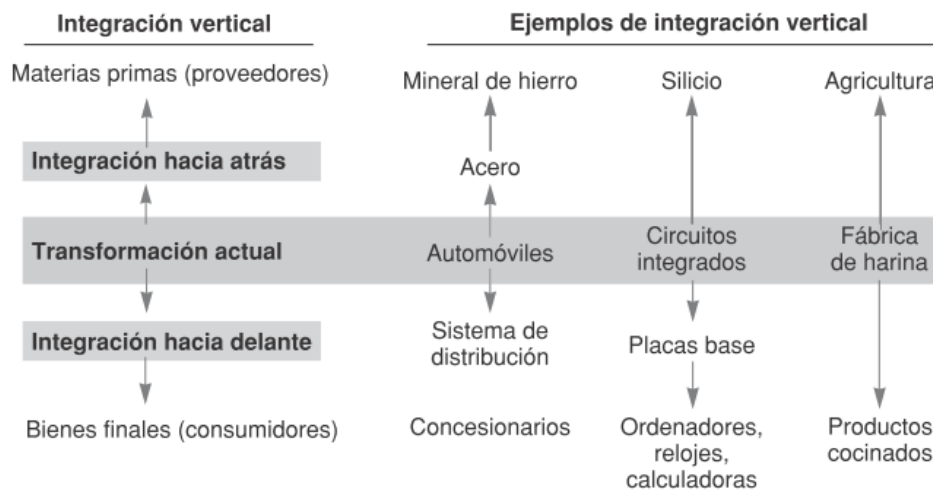 Integración vertical
Ejemplos de integración vertical
Materias primas (proveedores)
Mineral de hierro
Silicio
Agricultura
Integración hacia atrás
Acero
Transformación actual
Automóviles
Circuitos
integrados
Fábrica
de harina
Integración hacia delante
Sistema de
distribución
Placas base
Bienes finales (consumidores)
Concesionarios
Ordenadores,
relojes,
calculadoras
Productos
cocinados